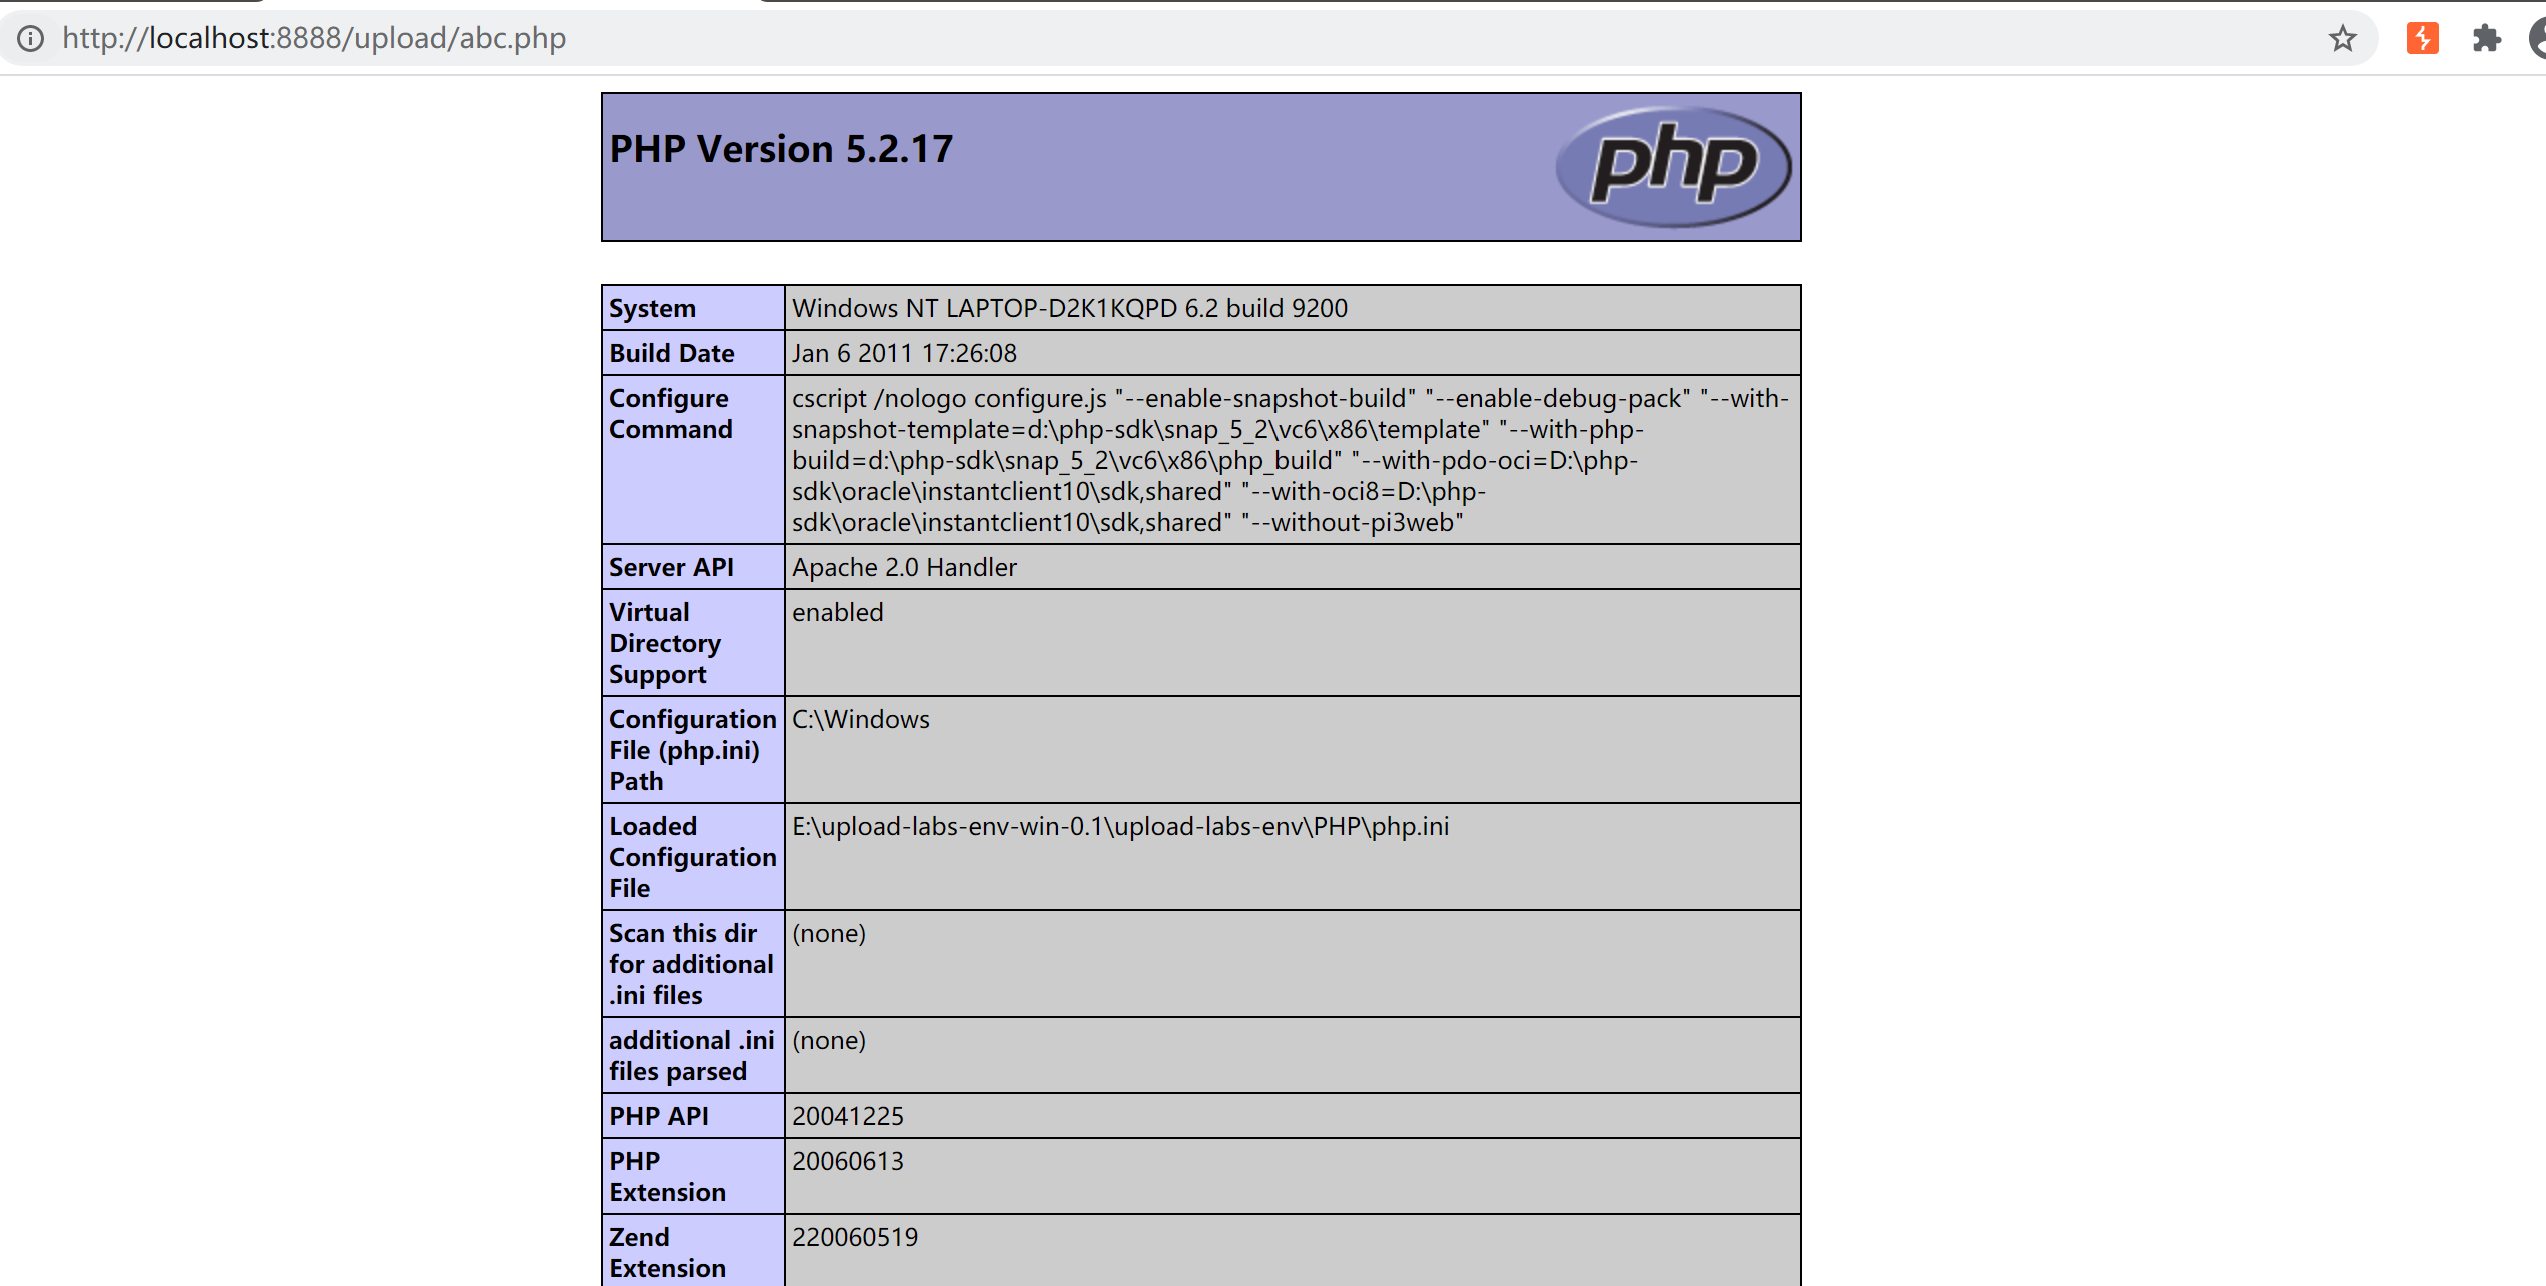 http://localhost:8888/upload/abc.php
PHP Version 5.2.17
php
System
Windows NT LAPTOP-D2K1KQPD 6.2 build 9200
Build Date
Jan 6 2011 17:26:08
Configure
Command
cscript /nologo configure.js "--enable-snapshot-build" "--enable-debug-pack" "--with-
snapshot-template=d:\php-sdk\snap_5_2\vc6\x86\template" "--with-php-
build=d:\php-sdk\snap_5_2\vc6\x86\php_build" "--with-pdo-oci=D:\php-
sdk\oracle\instantclient10\sdk,shared" "--with-oci8=D:\php-
sdk\oracle\instantclient10\sdk,shared" "--without-pi3web"
Server API
Apache 2.0 Handler
Virtual
Directory
Support
enabled
Configuration
File (php.ini)
Path
C:\Windows
Loaded
Configuration
File
E:\upload-labs-env-win-0.1\upload-labs-env\PHP\php.ini
Scan this dir
for additional
.ini files
(none)
additional .ini
files parsed
(none)
PHP API
20041225
PHP
Extension
20060613
Zend
Extension
220060519